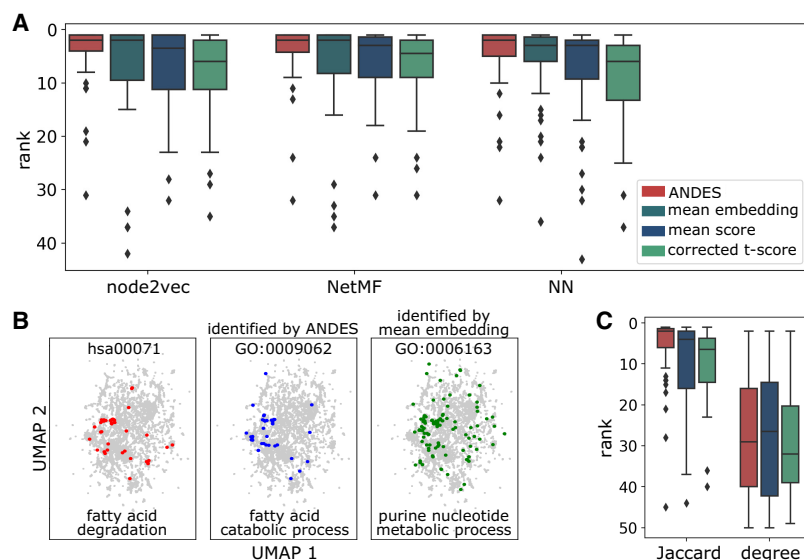 A
0
10
20
30
40
rank
node2vec
NetMF
NN
ANDES
mean embedding
mean score
corrected t-score
B
identified by ANDES
identified by
mean embedding
hsa00071
GO:0009062
GO:0006163
UMAP 2
fatty acid
degradation
fatty acid
catabolic process
purine nucleotide
metabolic process
UMAP 1
C
0
10
20
30
40
50
rank
Jaccard
degree